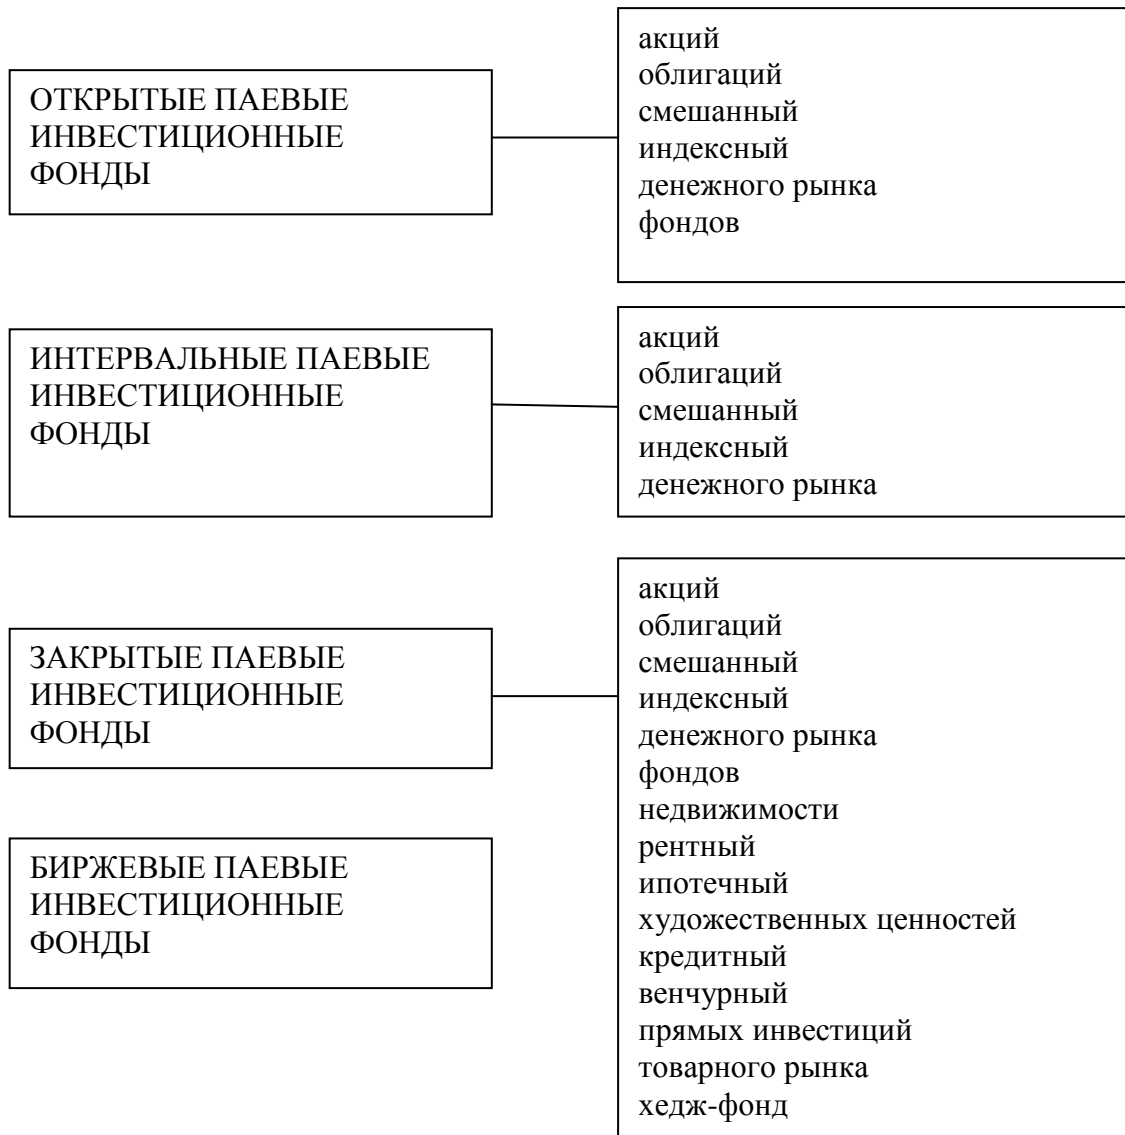 ОТКРЫТЫЕ ПАЕВЫЕ
ИНВЕСТИЦИОННЫЕ
ФОНДЫ
акций
облигаций
смешанный
индексный
денежного рынка
фондов
ИНТЕРВАЛЬНЫЕ ПАЕВЫЕ
ИНВЕСТИЦИОННЫЕ
ФОНДЫ
акций
облигаций
смешанный
индексный
денежного рынка
ЗАКРЫТЫЕ ПАЕВЫЕ
ИНВЕСТИЦИОННЫЕ
ФОНДЫ
акций
облигаций
смешанный
индексный
денежного рынка
фондов
недвижимости
рентный
ипотечный
художественных ценностей
кредитный
венчурный
прямых инвестиций
товарного рынка
хедж-фонд
БИРЖЕВЫЕ ПАЕВЫЕ
ИНВЕСТИЦИОННЫЕ
ФОНДЫ